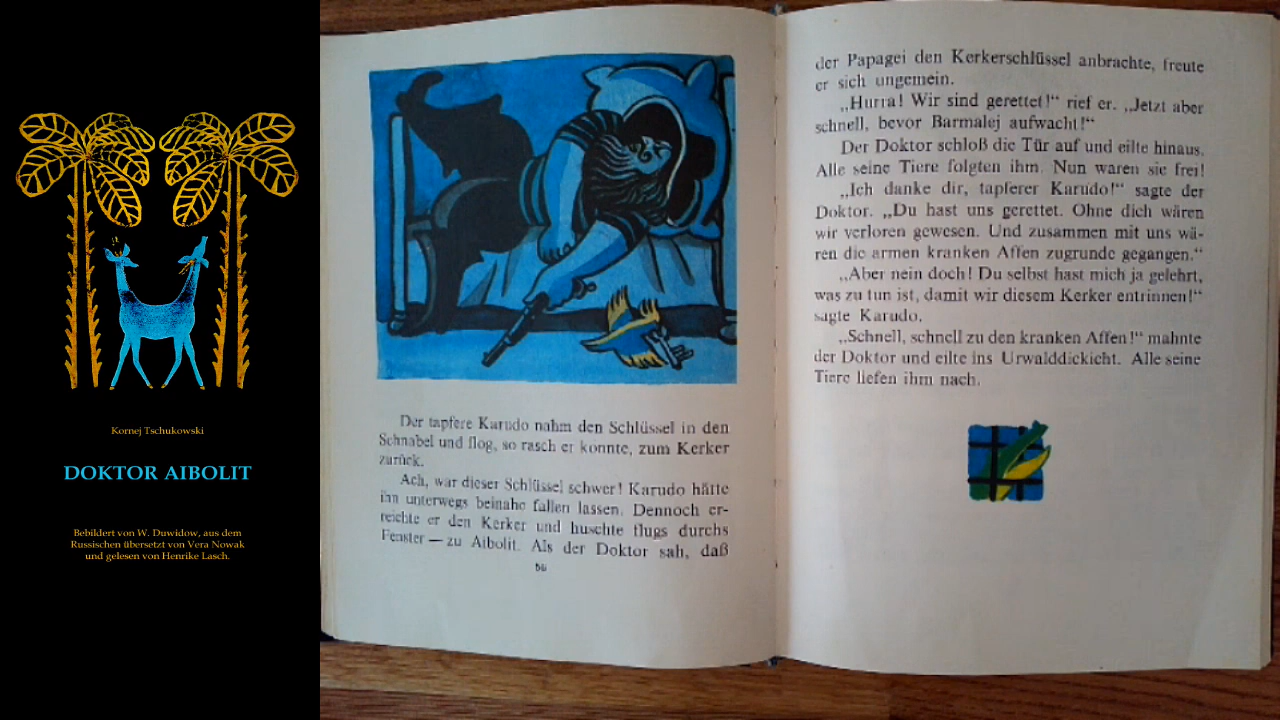 Kornej Tschukowski
DOKTOR AIBOLIT
Bebildert von W. Duwidow, aus dem
Russischen übersetzt von Vera Nowak
und gelesen von Henrike Lasch.
Der tapfere Karudo nahm den Schlüssel in den
Schnabel und flog, so rasch er konnte, zum Kerker
zurück.
Ach, war dieser Schlüssel schwer! Karudo hätte
ihn unterwegs beinahe fallen lassen. Dennoch er-
reichte er den Kerker und huschte flugs durchs
Fenster — zu Aibolit. Als der Doktor sah, daß
der Papagei den Kerkerschlüssel anbrachte, freute
er sich ungemein.
„Hurra! Wir sind gerettet!“ rief er. „Jetzt aber
schnell, bevor Barmalej aufwacht!“
Der Doktor schloß die Tür auf und eilte hinaus.
Alle seine Tiere folgten ihm. Nun waren sie frei!
„Ich danke dir, tapferer Karudo!“ sagte der
Doktor. „Du hast uns gerettet. Ohne dich wären
wir verloren gewesen. Und zusammen mit uns wä-
ren die armen kranken Affen zugrunde gegangen.“
„Aber nein doch! Du selbst hast mich ja gelehrt,
was zu tun ist, damit wir diesem Kerker entrinnen!“
sagte Karudo.
„Schnell, schnell zu den kranken Affen!“ mahnte
der Doktor und eilte ins Urwalddickicht. Alle seine
Tiere liefen ihm nach.